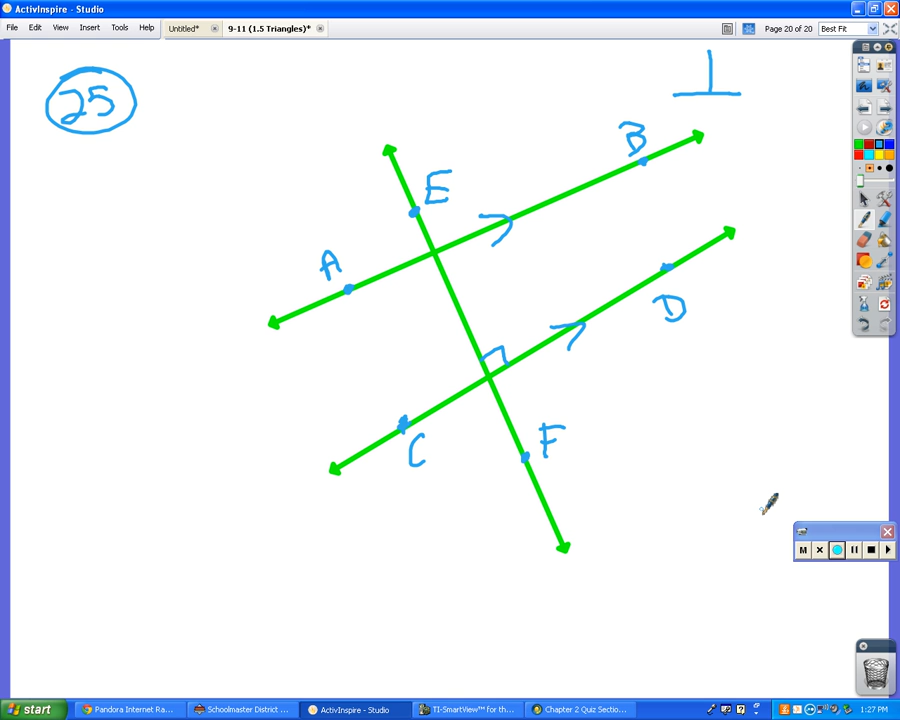 ActivInspire - Studio
File Edit View Insert Tools Help Untitled* 9-11 (1.5 Triangles)* Page 20 of 20 Best Fit
25
B
E
A
D
F
C
M
start Pandora Internet Ra... Schoolmaster District ... ActivInspire - Studio TI-SmartView™ for th... Chapter 2 Quiz Sectio... 1:27 PM